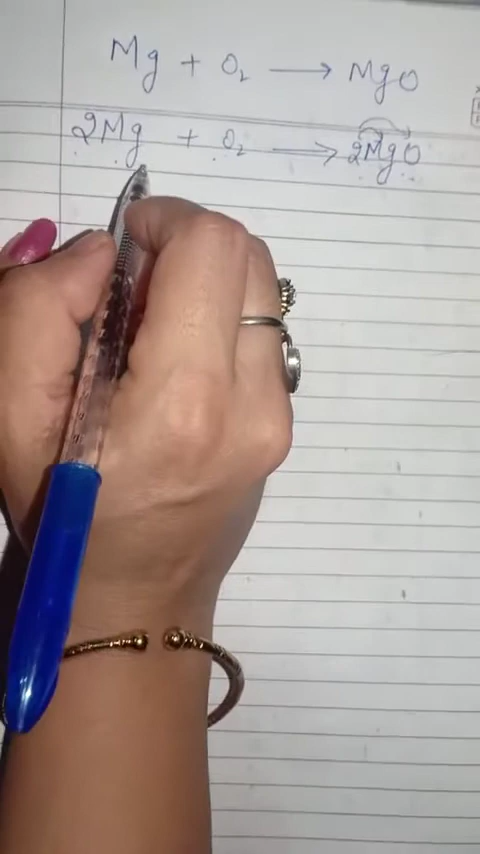 Mg + O₂ → MgO
2Mg + O₂ → 2MgO